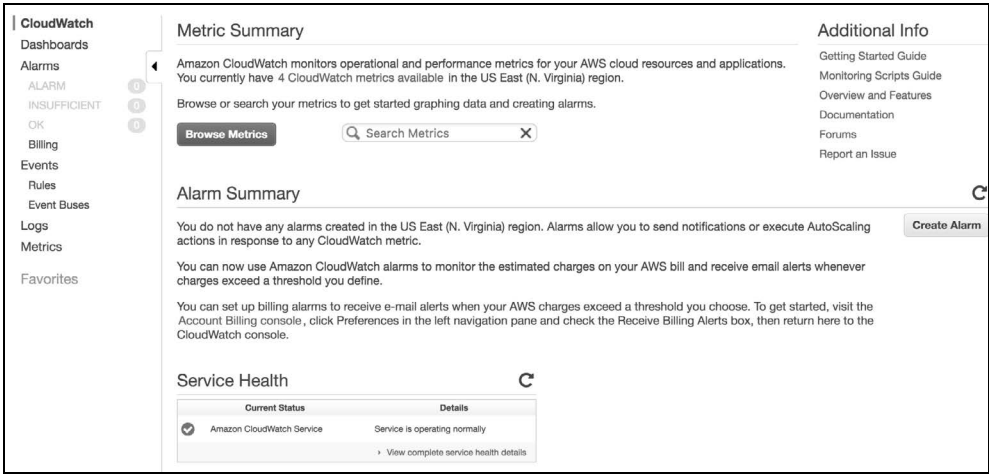 CloudWatch
Dashboards
Alarms
ALARM 0
INSUFFICIENT 0
OK 0
Billing
Events
Rules
Event Buses
Logs
Metrics
Favorites
Metric Summary
Amazon CloudWatch monitors operational and performance metrics for your AWS cloud resources and applications.
You currently have 4 CloudWatch metrics available in the US East (N. Virginia) region.
Browse or search your metrics to get started graphing data and creating alarms.
Browse Metrics
Search Metrics X
Additional Info
Getting Started Guide
Monitoring Scripts Guide
Overview and Features
Documentation
Forums
Report an Issue
Alarm Summary
You do not have any alarms created in the US East (N. Virginia) region. Alarms allow you to send notifications or execute AutoScaling
actions in response to any CloudWatch metric.
Create Alarm
You can now use Amazon CloudWatch alarms to monitor the estimated charges on your AWS bill and receive email alerts whenever
charges exceed a threshold you define.
You can set up billing alarms to receive e-mail alerts when your AWS charges exceed a threshold you choose. To get started, visit the
Account Billing console, click Preferences in the left navigation pane and check the Receive Billing Alerts box, then return here to the
CloudWatch console.
Service Health
Current Status Details
Amazon CloudWatch Service Service is operating normally
› View complete service health details